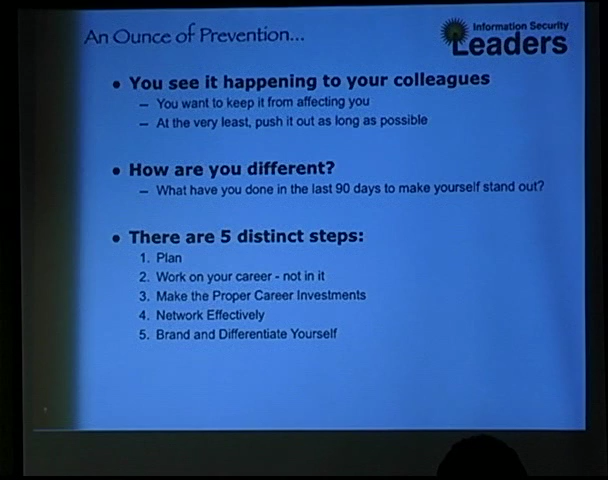 An Ounce of Prevention...
Information Security
Leaders
• You see it happening to your colleagues
– You want to keep it from affecting you
– At the very least, push it out as long as possible
• How are you different?
– What have you done in the last 90 days to make yourself stand out?
• There are 5 distinct steps:
1. Plan
2. Work on your career - not in it
3. Make the Proper Career Investments
4. Network Effectively
5. Brand and Differentiate Yourself